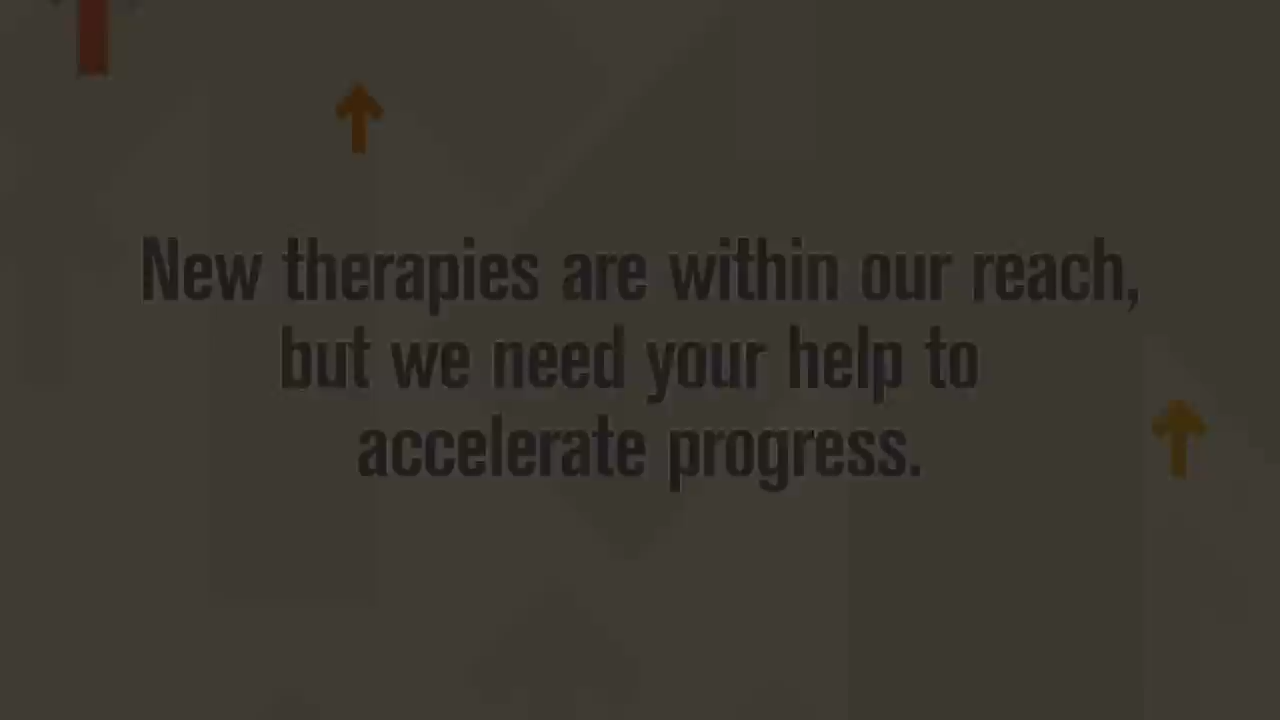 New therapies are within our reach,
but we need your help to
accelerate progress.